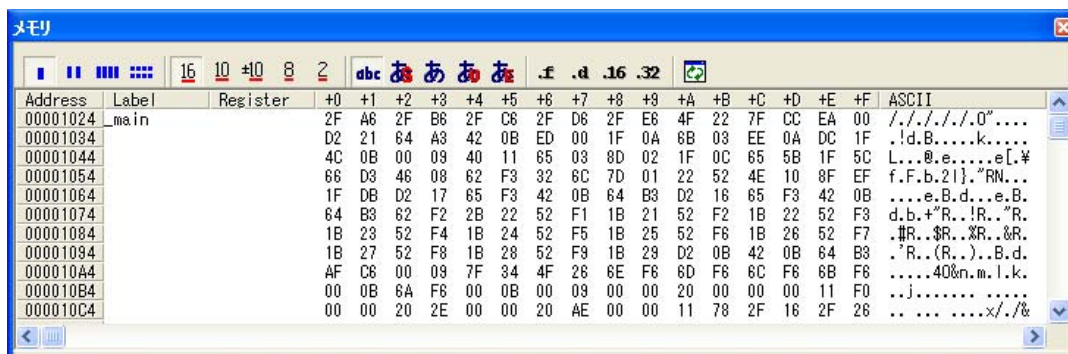 メモリ
16 10 ±10 8 2 abc あS あ あ あE .f .d .16 .32
Address Label Register +0 +1 +2 +3 +4 +5 +6 +7 +8 +9 +A +B +C +D +E +F ASCII
00001024 _main 2F A6 2F B6 2F C6 2F D6 2F E6 4F 22 7F CC EA 00 /././././.O"....
00001034 D2 21 64 A3 42 0B ED 00 1F 0A 6B 03 EE 0A DC 1F .!d.B.....k.....
00001044 4C 0B 00 09 40 11 65 03 8D 02 1F 0C 65 5B 1F 5C L...@.e.....e[.¥
00001054 66 D3 46 08 62 F3 32 6C 7D 01 22 52 4E 10 8F EF f.F.b.2l}."RN...
00001064 1F DB D2 17 65 F3 42 0B 64 B3 D2 16 65 F3 42 0B ....e.B.d...e.B.
00001074 64 B3 62 F2 2B 22 52 F1 1B 21 52 F2 1B 22 52 F3 d.b.+"R..!R.."R.
00001084 1B 23 52 F4 1B 24 52 F5 1B 25 52 F6 1B 26 52 F7 .#R..$R..%R..&R.
00001094 1B 27 52 F8 1B 28 52 F9 1B 29 D2 0B 42 0B 64 B3 .'R..(R..)..B.d.
000010A4 AF C6 00 09 7F 34 4F 26 6E F6 6D F6 6C F6 6B F6 .....4O&n.m.l.k.
000010B4 00 0B 6A F6 00 0B 00 09 00 00 20 00 00 00 11 F0 ..j....... .....
000010C4 00 00 20 2E 00 00 20 AE 00 00 11 78 2F 16 2F 26 .. ... ....x/./&